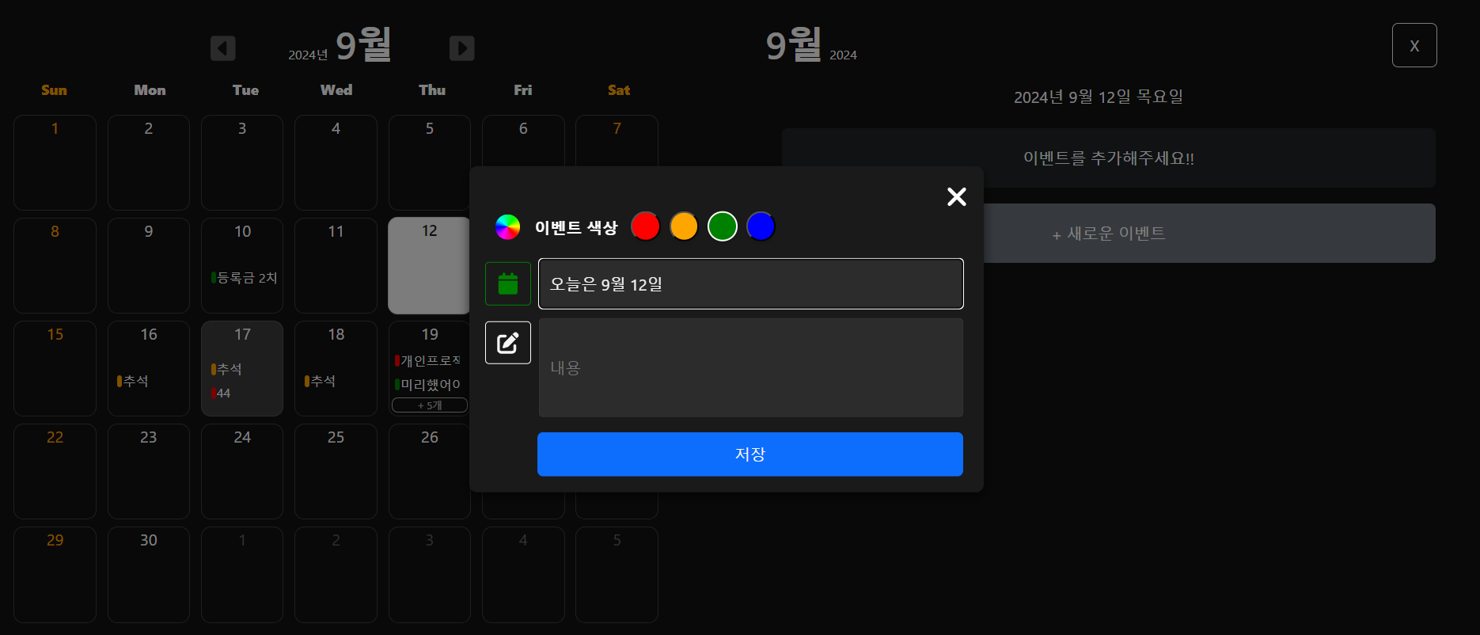 2024년 9월
Sun Mon Tue Wed Thu Fri Sat
1 2 3 4 5 6 7
8 9 10 11 12
등록금 2차
15 16 17 18 19
추석
추석
44
추석
개인프로젝
미리했어야
+ 5개
22 23 24 25 26
29 30 1 2 3 4 5
9월 2024
X
2024년 9월 12일 목요일
이벤트를 추가해주세요!!
+ 새로운 이벤트
이벤트 색상
오늘은 9월 12일
내용
저장